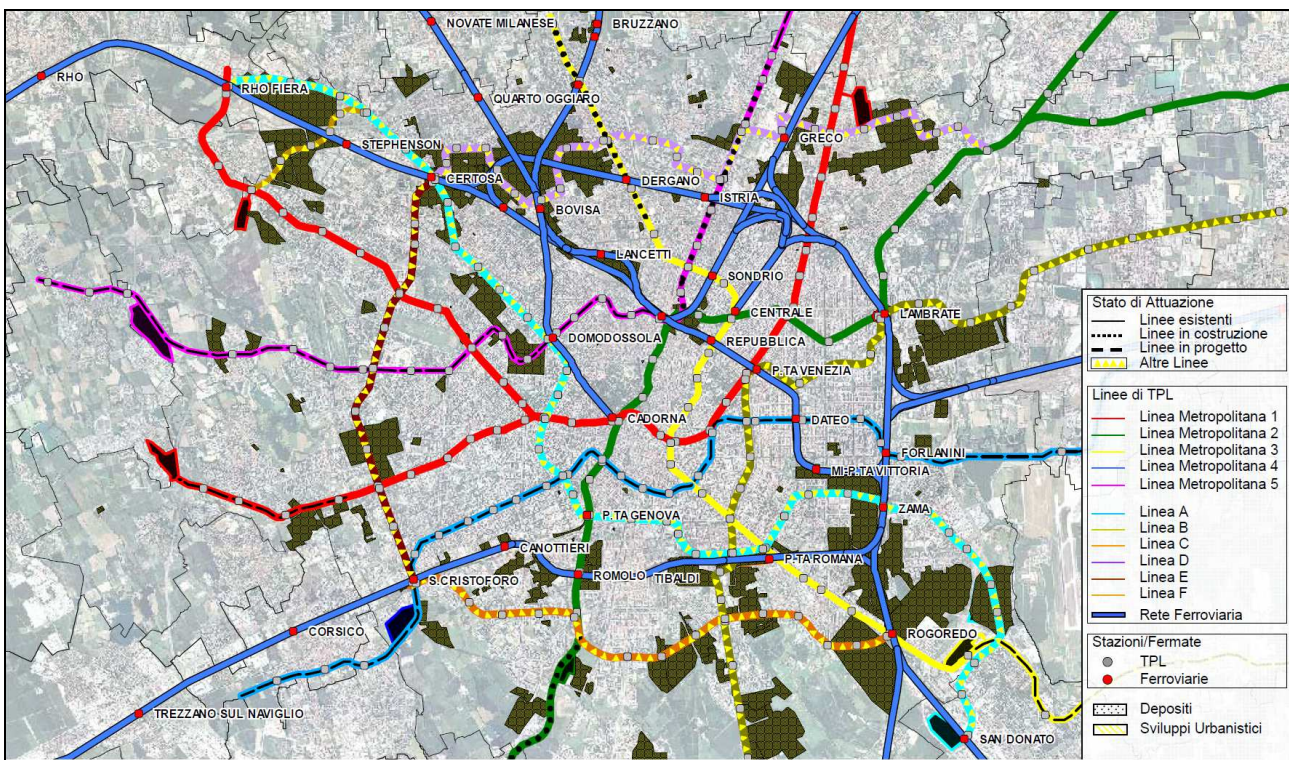 NOVATE MILANESE
BRUZZANO
RHO
RHO FIERA
QUARTO OGGIARO
GRECO
STEPHENSON
CERTOSA
DERGANO
ISTRIA
BOVISA
LANCETTI
SONDRIO
CENTRALE
LAMBRATE
DOMODOSSOLA
REPUBBLICA
P.TA VENEZIA
CADORNA
DATEO
FORLANINI
MI-P.TA VITTORIA
ZAMA
P.TA GENOVA
CANOTTIERI
P.TA ROMANA
S.CRISTOFORO
ROMOLO
TIBALDI
CORSICO
ROGOREDO
TREZZANO SUL NAVIGLIO
SAN DONATO
Stato di Attuazione
Linee esistenti
Linee in costruzione
Linee in progetto
Altre Linee
Linee di TPL
Linea Metropolitana 1
Linea Metropolitana 2
Linea Metropolitana 3
Linea Metropolitana 4
Linea Metropolitana 5
Linea A
Linea B
Linea C
Linea D
Linea E
Linea F
Rete Ferroviaria
Stazioni/Fermate
TPL
Ferroviarie
Depositi
Sviluppi Urbanistici